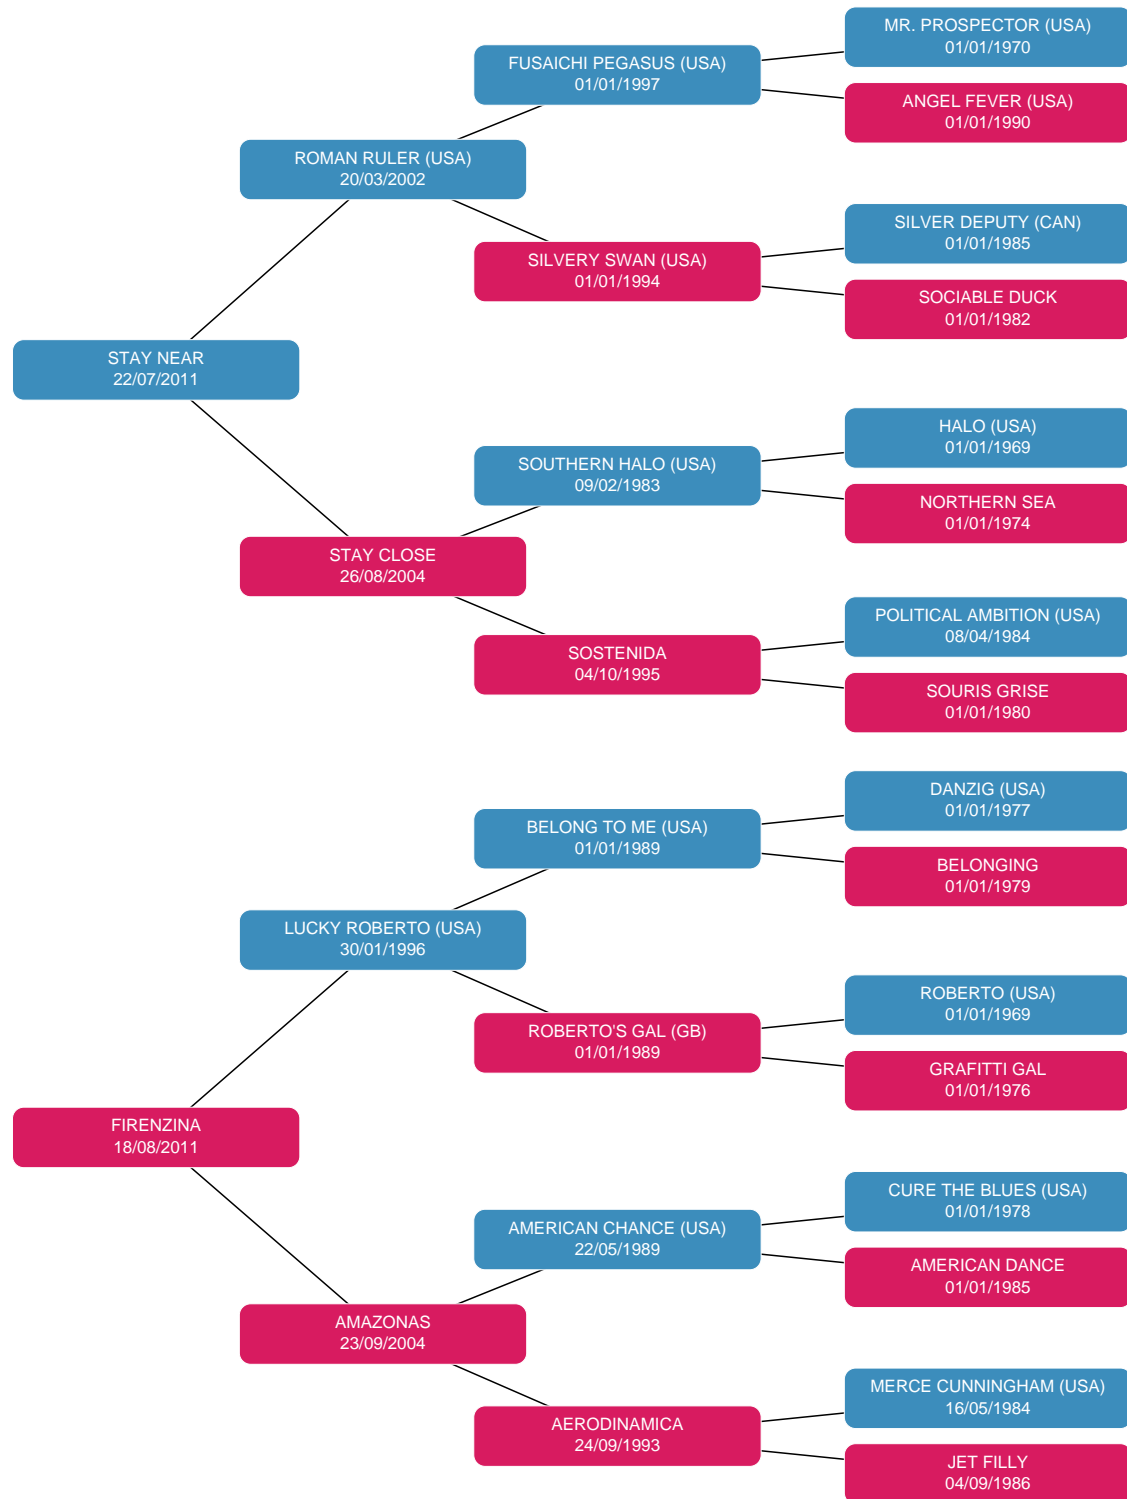 MR. PROSPECTOR (USA)
01/01/1970
FUSAICHI PEGASUS (USA)
01/01/1997
ANGEL FEVER (USA)
01/01/1990
ROMAN RULER (USA)
20/03/2002
SILVER DEPUTY (CAN)
01/01/1985
SILVERY SWAN (USA)
01/01/1994
SOCIABLE DUCK
01/01/1982
STAY NEAR
22/07/2011
HALO (USA)
01/01/1969
SOUTHERN HALO (USA)
09/02/1983
NORTHERN SEA
01/01/1974
STAY CLOSE
26/08/2004
POLITICAL AMBITION (USA)
08/04/1984
SOSTENIDA
04/10/1995
SOURIS GRISE
01/01/1980
DANZIG (USA)
01/01/1977
BELONG TO ME (USA)
01/01/1989
BELONGING
01/01/1979
LUCKY ROBERTO (USA)
30/01/1996
ROBERTO (USA)
01/01/1969
ROBERTO'S GAL (GB)
01/01/1989
GRAFITTI GAL
01/01/1976
FIRENZINA
18/08/2011
CURE THE BLUES (USA)
01/01/1978
AMERICAN CHANCE (USA)
22/05/1989
AMERICAN DANCE
01/01/1985
AMAZONAS
23/09/2004
MERCE CUNNINGHAM (USA)
16/05/1984
AERODINAMICA
24/09/1993
JET FILLY
04/09/1986